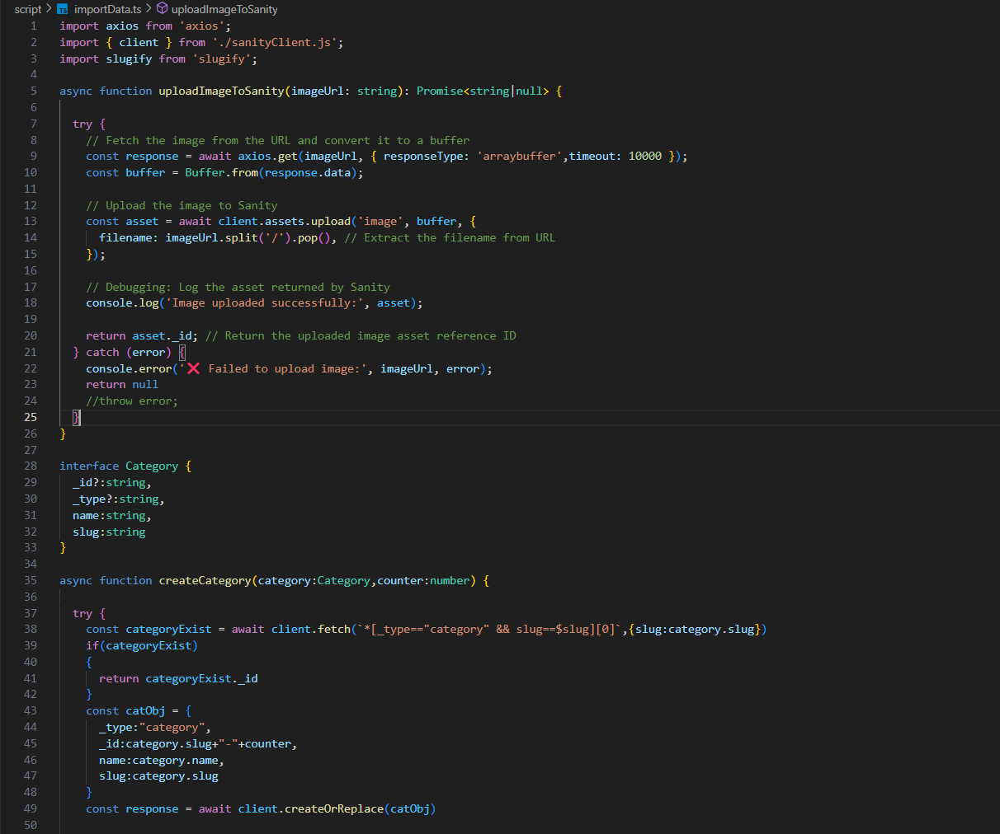 script > TS importData.ts > uploadImageToSanity
1 import axios from 'axios';
2 import { client } from './sanityClient.js';
3 import slugify from 'slugify';
4
5 async function uploadImageToSanity(imageUrl: string): Promise<string|null> {
6
7   try {
8     // Fetch the image from the URL and convert it to a buffer
9     const response = await axios.get(imageUrl, { responseType: 'arraybuffer',timeout: 10000 });
10     const buffer = Buffer.from(response.data);
11
12     // Upload the image to Sanity
13     const asset = await client.assets.upload('image', buffer, {
14       filename: imageUrl.split('/').pop(), // Extract the filename from URL
15     });
16
17     // Debugging: Log the asset returned by Sanity
18     console.log('Image uploaded successfully:', asset);
19
20     return asset._id; // Return the uploaded image asset reference ID
21   } catch (error) {
22     console.error('❌ Failed to upload image:', imageUrl, error);
23     return null
24     //throw error;
25   }
26 }
27
28 interface Category {
29   _id?:string,
30   _type?:string,
31   name:string,
32   slug:string
33 }
34
35 async function createCategory(category:Category,counter:number) {
36
37   try {
38     const categoryExist = await client.fetch(`*[_type=="category" && slug==$slug][0]`,{slug:category.slug})
39     if(categoryExist)
40     {
41       return categoryExist._id
42     }
43     const catObj = {
44       _type:"category",
45       _id:category.slug+"-"+counter,
46       name:category.name,
47       slug:category.slug
48     }
49     const response = await client.createOrReplace(catObj)
50